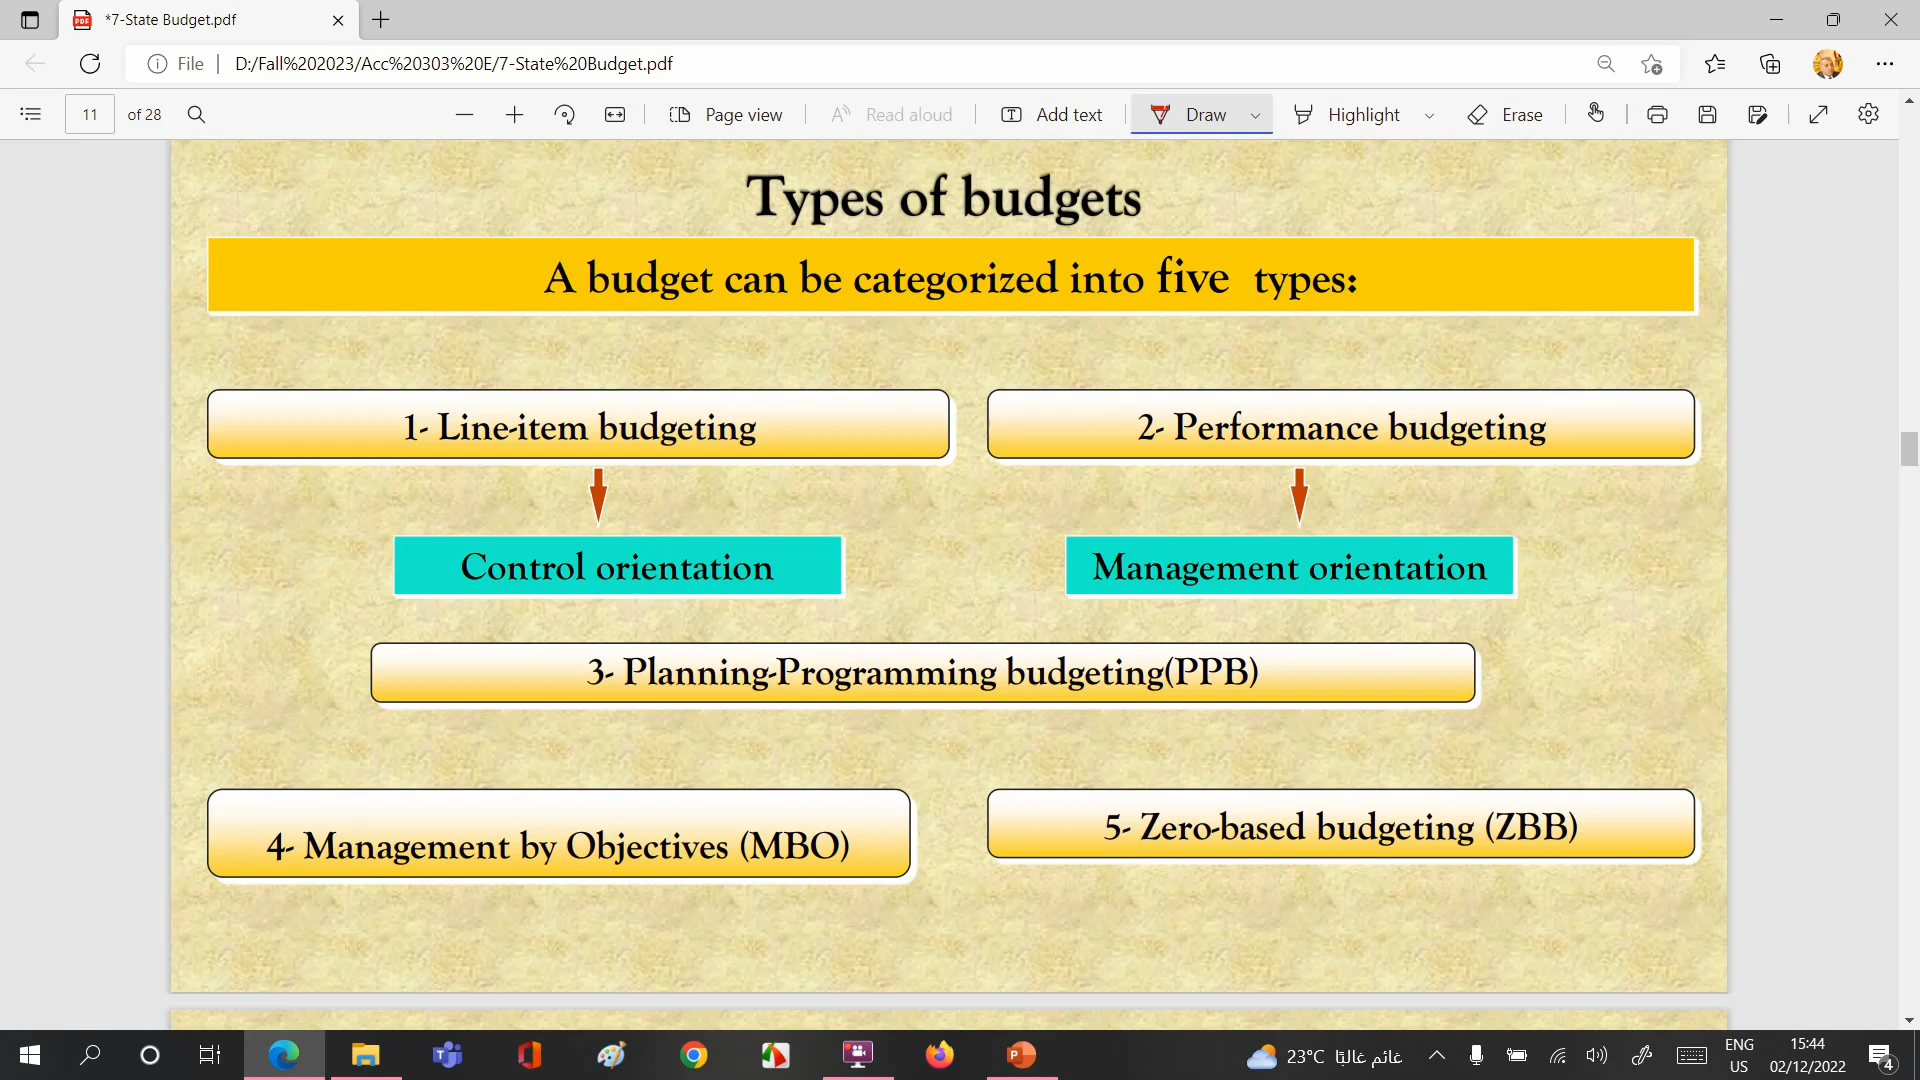 *7-State Budget.pdf
File
D:/Fall%202023/Acc%20303%20E/7-State%20Budget.pdf
11 of 28
Page view
Read aloud
Add text
Draw
Highlight
Erase
Types of budgets
A budget can be categorized into five types:
1- Line-item budgeting
2- Performance budgeting
Control orientation
Management orientation
3- Planning-Programming budgeting(PPB)
4- Management by Objectives (MBO)
5- Zero-based budgeting (ZBB)
23°C غائم غالبًا
ENG
US
15:44
02/12/2022
4